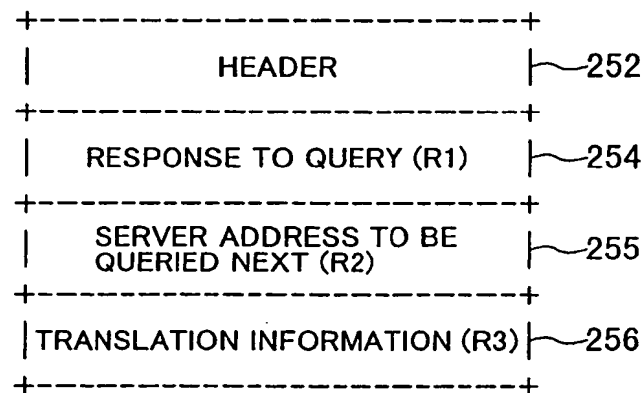 HEADER 252
RESPONSE TO QUERY (R1) 254
SERVER ADDRESS TO BE
QUERIED NEXT (R2) 255
TRANSLATION INFORMATION (R3) 256